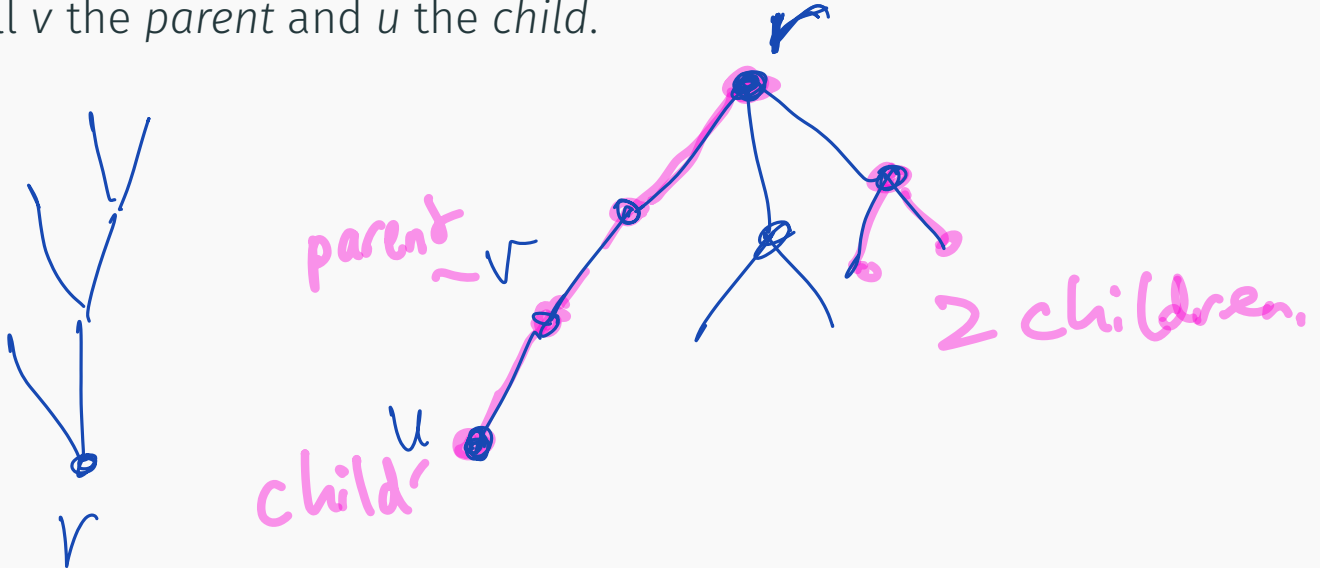 ll v the parent and u the child.
r
parent
v
2 children.
u
child
r